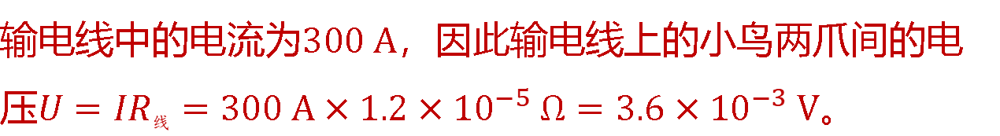 输电线中的电流为300 A，因此输电线上的小鸟两爪间的电
压U = IR线 = 300 A × 1.2 × 10⁻⁵ Ω = 3.6 × 10⁻³ V。